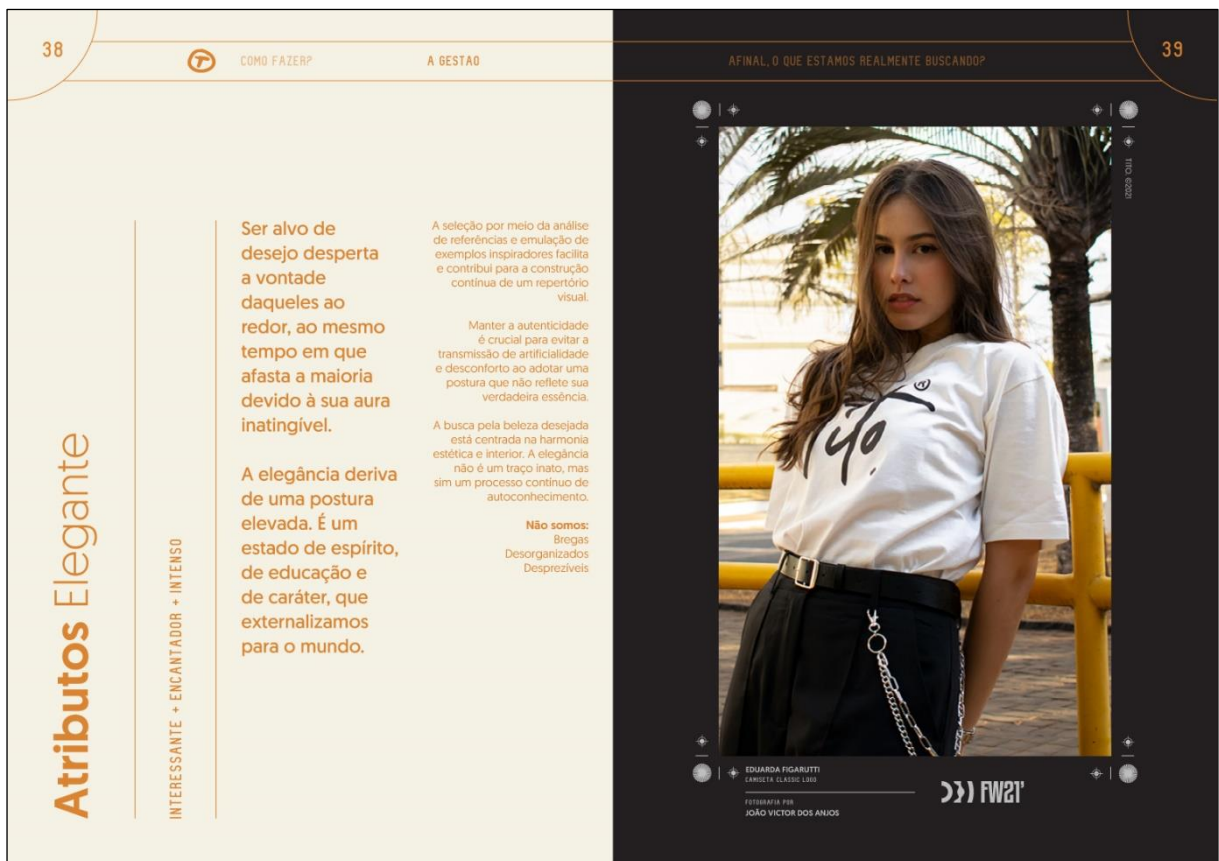 38
COMO FAZER?
A GESTÃO
Atributos Elegante
INTERESSANTE + ENCANTADOR + INTENSO
Ser alvo de
desejo desperta
a vontade
daqueles ao
redor, ao mesmo
tempo em que
afasta a maioria
devido à sua aura
inatingível.
A elegância deriva
de uma postura
elevada. É um
estado de espírito,
de educação e
de caráter, que
externalizamos
para o mundo.
A seleção por meio da análise
de referências e emulação de
exemplos inspiradores facilita
e contribui para a construção
contínua de um repertório
visual.
Manter a autenticidade
é crucial para evitar a
transmissão de artificialidade
e desconforto ao adotar uma
postura que não reflete sua
verdadeira essência.
A busca pela beleza desejada
está centrada na harmonia
estética e interior. A elegância
não é um traço inato, mas
sim um processo contínuo de
autoconhecimento.
Não somos:
Bregas
Desorganizados
Desprezíveis
AFINAL, O QUE ESTAMOS REALMENTE BUSCANDO?
39
TITO. ©2021
Tito.
®
EDUARDA FIGARUTTI
CAMISETA CLASSIC LOGO
FOTOGRAFIA POR
JOÃO VICTOR DOS ANJOS
FW21'